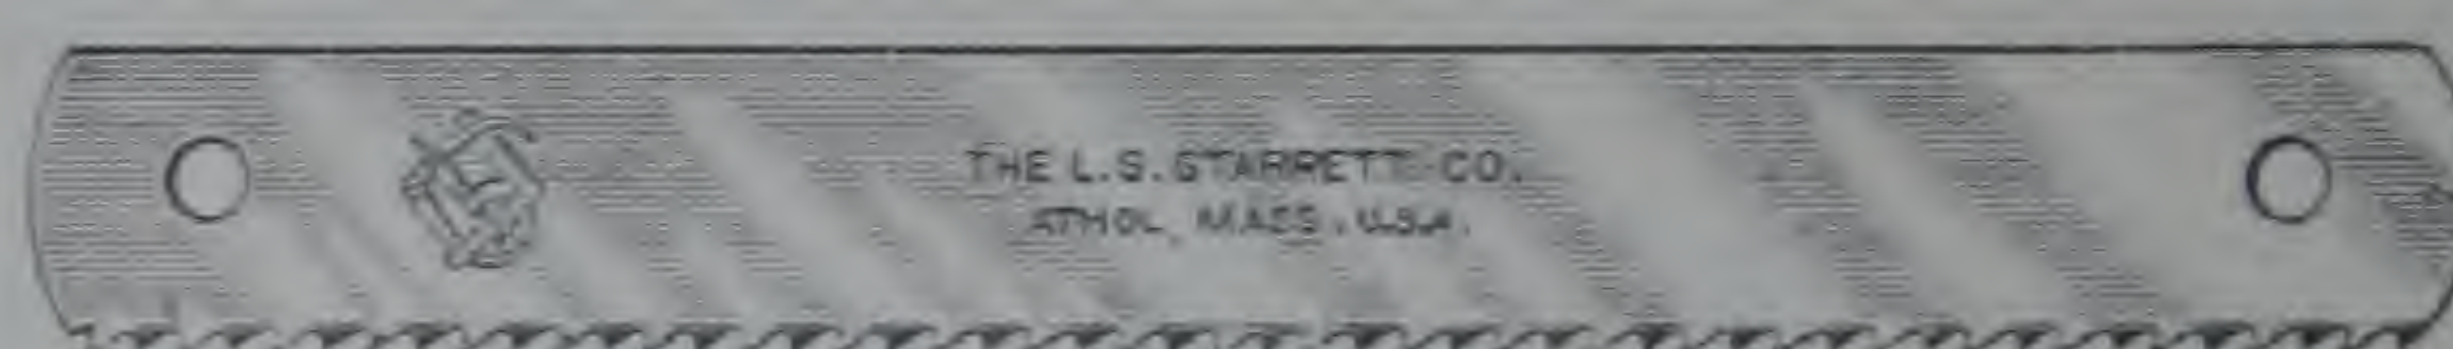 THE L.S. STARRETT CO.
ATHOL, MASS. U.S.A.